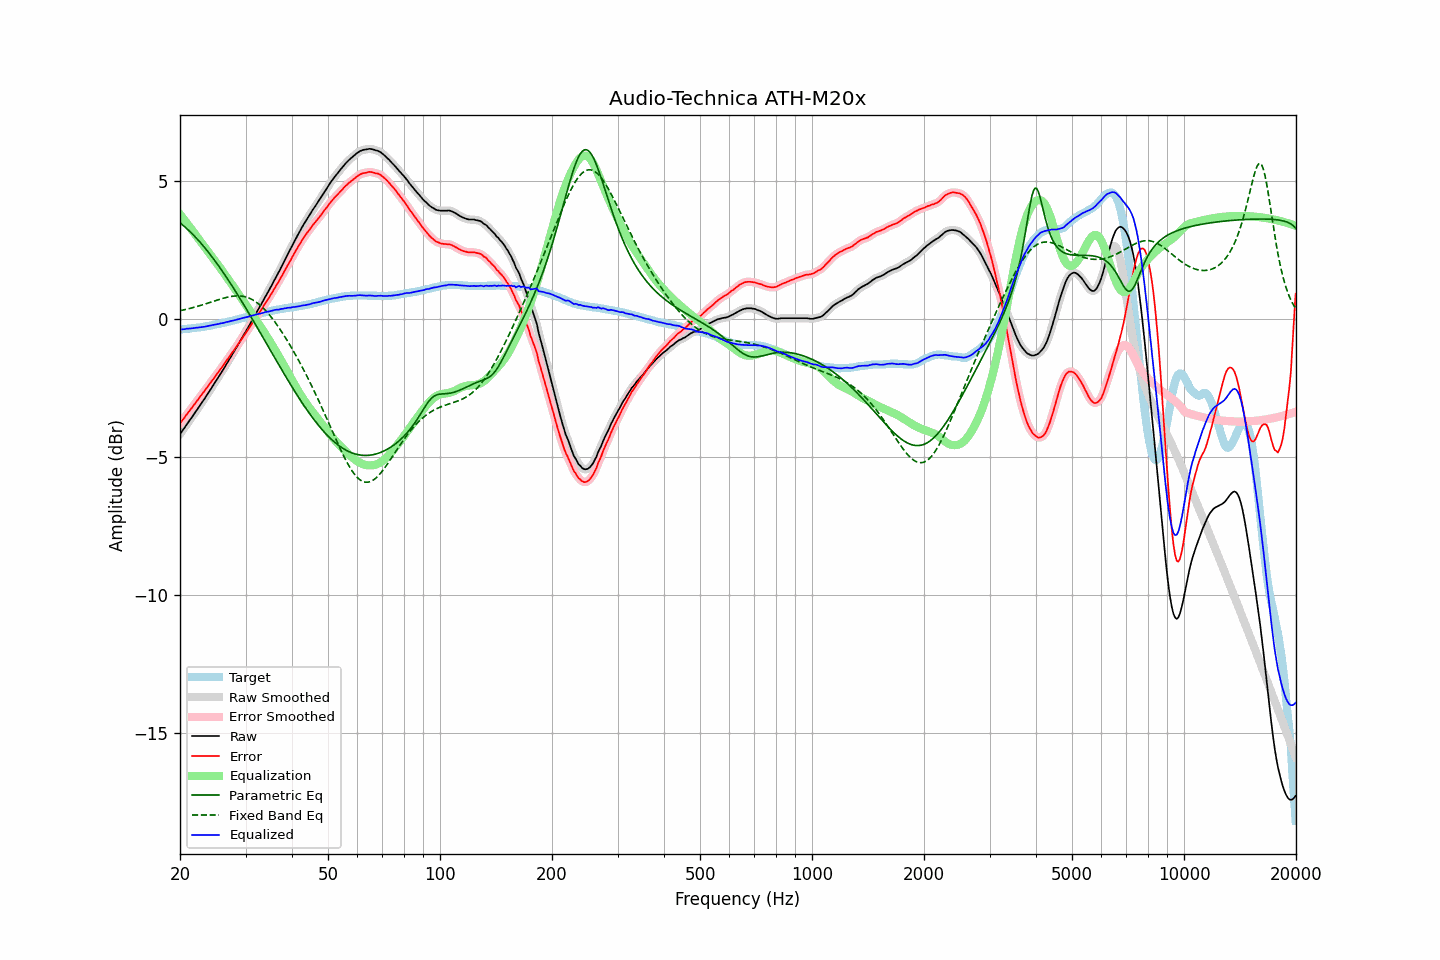 Audio-Technica ATH-M20x
Amplitude (dBr)
5
0
−5
−10
−15
Target
Raw Smoothed
Error Smoothed
Raw
Error
Equalization
Parametric Eq
Fixed Band Eq
Equalized
20 50 100 200 500 1000 2000 5000 10000 20000
Frequency (Hz)